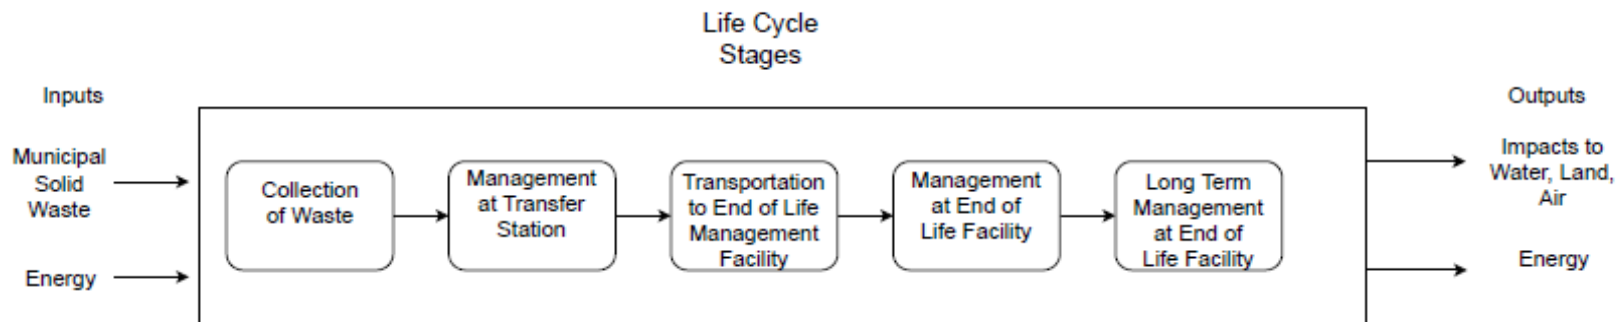 Life Cycle
Stages
Inputs
Outputs
Municipal
Solid
Waste
Energy
Collection
of Waste
Management
at Transfer
Station
Transportation
to End of Life
Management
Facility
Management
at End of
Life Facility
Long Term
Management
at End of
Life Facility
Impacts to
Water, Land,
Air
Energy